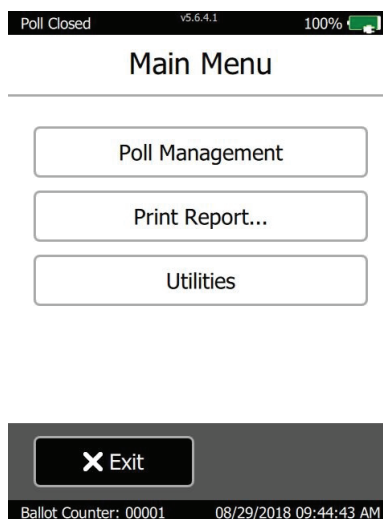 Poll Closed v5.6.4.1 100%
Main Menu
Poll Management
Print Report...
Utilities
Exit
Ballot Counter: 00001 08/29/2018 09:44:43 AM